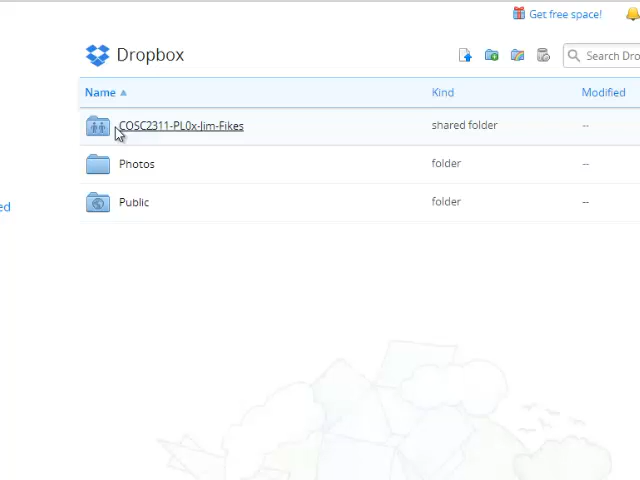 Get free space!
Dropbox
Search Dro
Name Kind Modified
COSC2311-PL0x-Jim-Fikes shared folder --
Photos folder --
Public folder --
ed